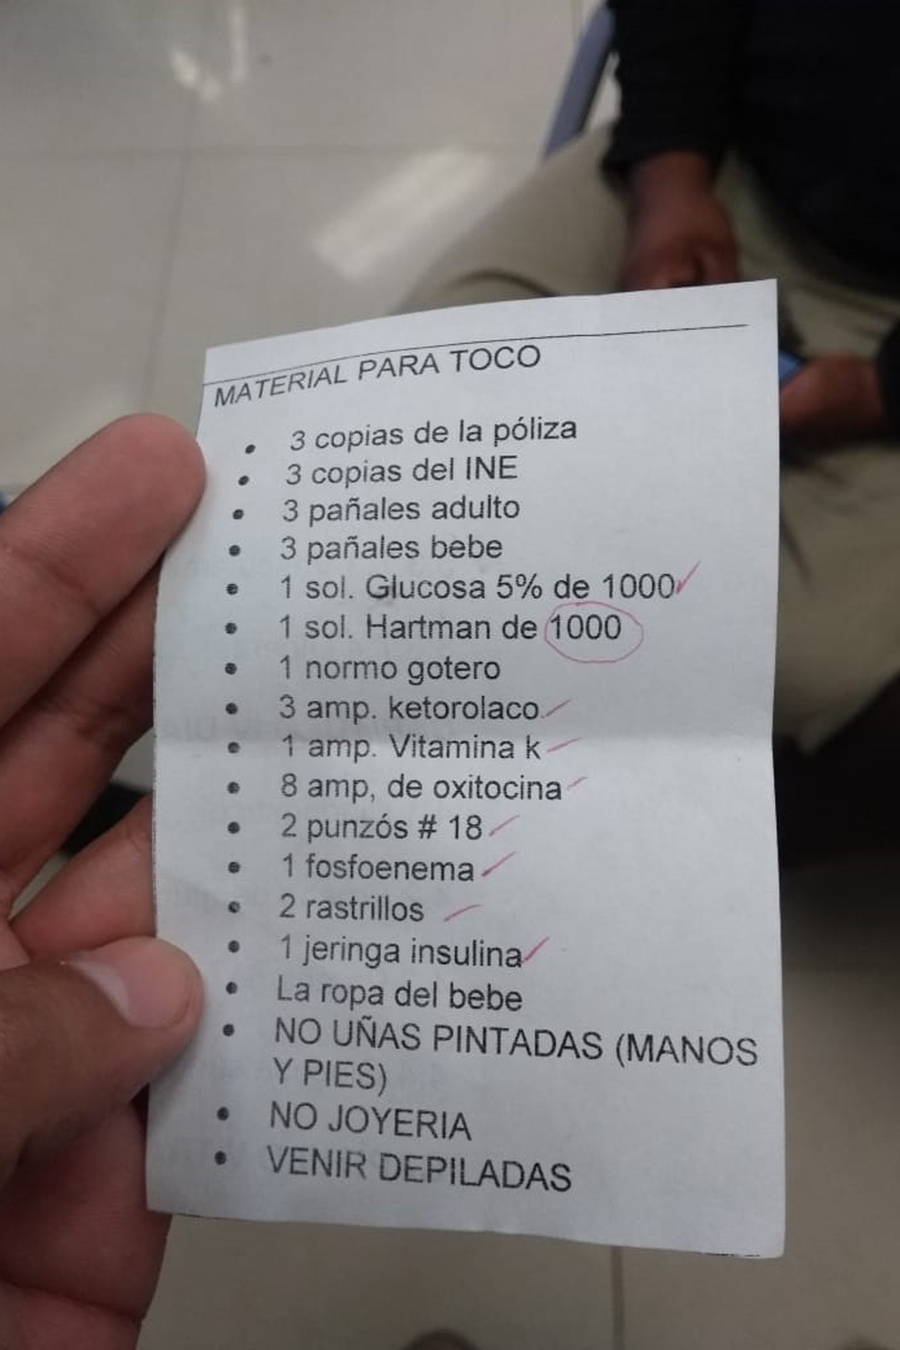 MATERIAL PARA TOCO
• 3 copias de la póliza
• 3 copias del INE
• 3 pañales adulto
• 3 pañales bebe
• 1 sol. Glucosa 5% de 1000
• 1 sol. Hartman de 1000
• 1 normo gotero
• 3 amp. ketorolaco
• 1 amp. Vitamina k
• 8 amp, de oxitocina
• 2 punzós # 18
• 1 fosfoenema
• 2 rastrillos
• 1 jeringa insulina
• La ropa del bebe
• NO UÑAS PINTADAS (MANOS
Y PIES)
• NO JOYERIA
• VENIR DEPILADAS